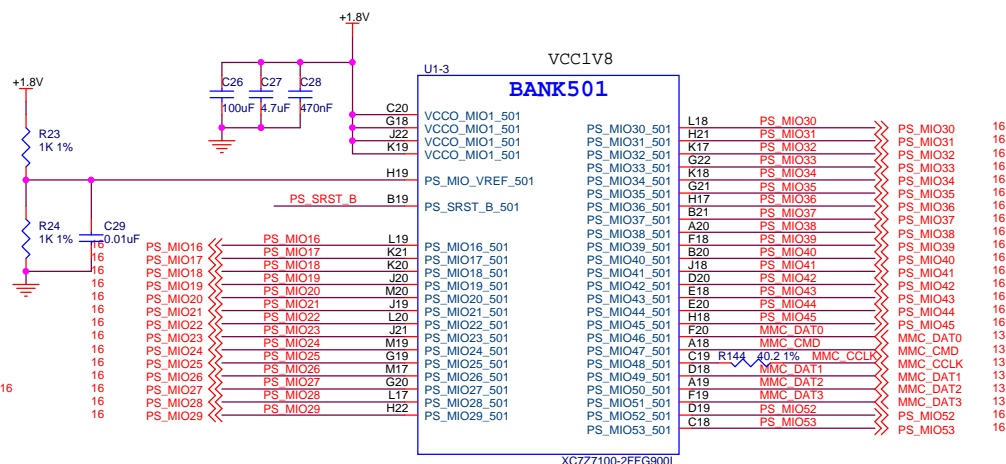 +1.8V
VCC1V8
+1.8V
U1-3
BANK501
C26
100uF
C27
4.7uF
C28
470nF
R23
1K 1%
R24
1K 1%
C29
0.01uF
C20 VCCO_MIO1_501
G18 VCCO_MIO1_501
J22 VCCO_MIO1_501
K19 VCCO_MIO1_501
H19 PS_MIO_VREF_501
PS_SRST_B B19 PS_SRST_B_501
16 PS_MIO16 PS_MIO16 L19 PS_MIO16_501
16 PS_MIO17 PS_MIO17 K21 PS_MIO17_501
16 PS_MIO18 PS_MIO18 K20 PS_MIO18_501
16 PS_MIO19 PS_MIO19 J20 PS_MIO19_501
16 PS_MIO20 PS_MIO20 M20 PS_MIO20_501
16 PS_MIO21 PS_MIO21 J19 PS_MIO21_501
16 PS_MIO22 PS_MIO22 L20 PS_MIO22_501
16 PS_MIO23 PS_MIO23 J21 PS_MIO23_501
16 PS_MIO24 PS_MIO24 M19 PS_MIO24_501
16 PS_MIO25 PS_MIO25 G19 PS_MIO25_501
16 PS_MIO26 PS_MIO26 M17 PS_MIO26_501
16 16 PS_MIO27 PS_MIO27 G20 PS_MIO27_501
16 PS_MIO28 PS_MIO28 L17 PS_MIO28_501
16 PS_MIO29 PS_MIO29 H22 PS_MIO29_501
PS_MIO30_501 L18 PS_MIO30 PS_MIO30 16
PS_MIO31_501 H21 PS_MIO31 PS_MIO31 16
PS_MIO32_501 K17 PS_MIO32 PS_MIO32 16
PS_MIO33_501 G22 PS_MIO33 PS_MIO33 16
PS_MIO34_501 K18 PS_MIO34 PS_MIO34 16
PS_MIO35_501 G21 PS_MIO35 PS_MIO35 16
PS_MIO36_501 H17 PS_MIO36 PS_MIO36 16
PS_MIO37_501 B21 PS_MIO37 PS_MIO37 16
PS_MIO38_501 A20 PS_MIO38 PS_MIO38 16
PS_MIO39_501 F18 PS_MIO39 PS_MIO39 16
PS_MIO40_501 B20 PS_MIO40 PS_MIO40 16
PS_MIO41_501 J18 PS_MIO41 PS_MIO41 16
PS_MIO42_501 D20 PS_MIO42 PS_MIO42 16
PS_MIO43_501 E18 PS_MIO43 PS_MIO43 16
PS_MIO44_501 E20 PS_MIO44 PS_MIO44 16
PS_MIO45_501 H18 PS_MIO45 PS_MIO45 16
PS_MIO46_501 F20 MMC_DAT0 MMC_DAT0 13
PS_MIO47_501 A18 MMC_CMD MMC_CMD 13
PS_MIO48_501 C19 R144 40.2 1% MMC_CCLK MMC_CCLK 13
PS_MIO49_501 D18 MMC_DAT1 MMC_DAT1 13
PS_MIO50_501 A19 MMC_DAT2 MMC_DAT2 13
PS_MIO51_501 F19 MMC_DAT3 MMC_DAT3 13
PS_MIO52_501 D19 PS_MIO52 PS_MIO52 16
PS_MIO53_501 C18 PS_MIO53 PS_MIO53 16